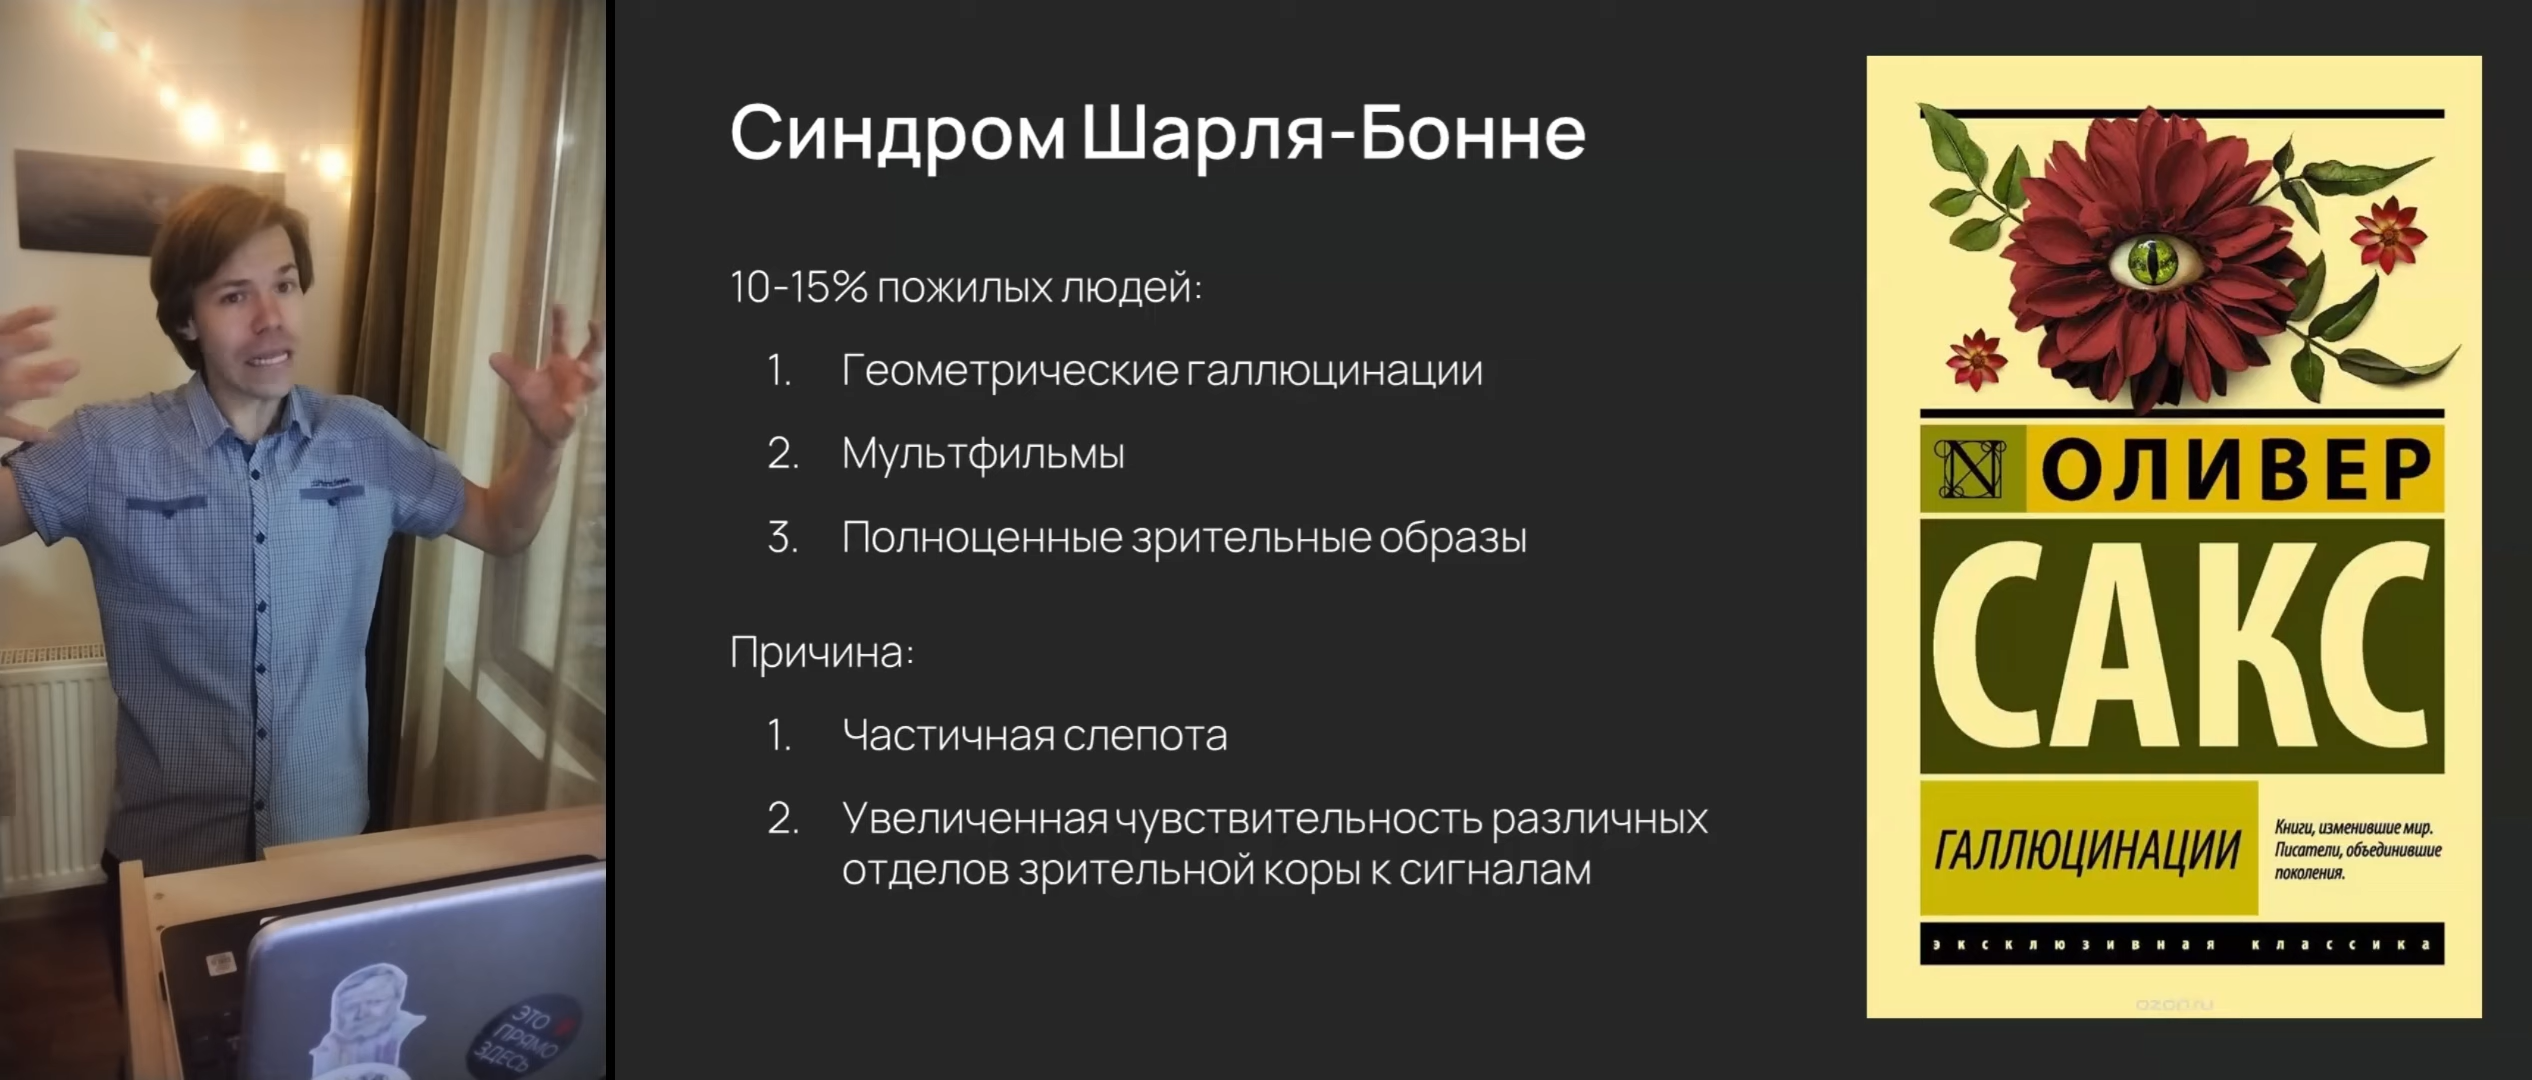 Синдром Шарля-Бонне
10-15% пожилых людей:
1. Геометрические галлюцинации
2. Мультфильмы
3. Полноценные зрительные образы
Причина:
1. Частичная слепота
2. Увеличенная чувствительность различных
отделов зрительной коры к сигналам
N ОЛИВЕР
САКС
ГАЛЛЮЦИНАЦИИ
Книги, изменившие мир.
Писатели, объединившие
поколения.
эксклюзивная классика
ozon.ru
ЭТО
ПРЯМО
ЗДЕСЬ